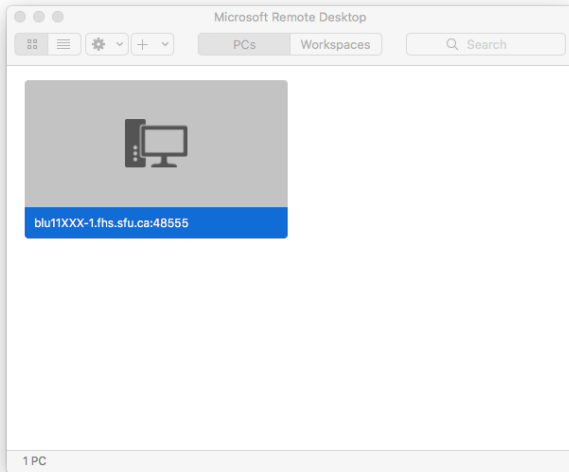 Microsoft Remote Desktop
PCs Workspaces Search
blu11XXX-1.fhs.sfu.ca:48555
1 PC